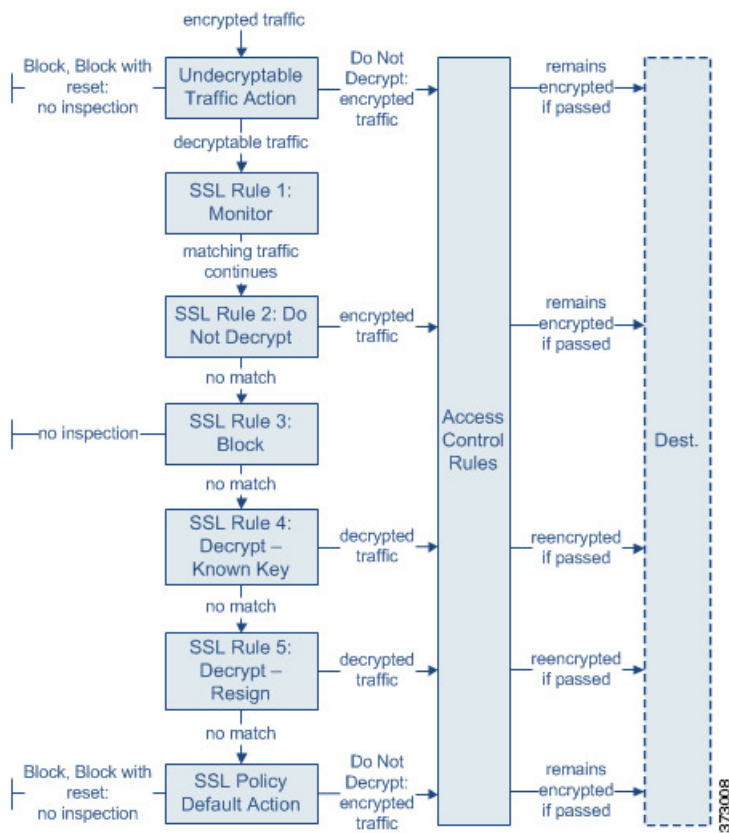 encrypted traffic
Block, Block with
reset:
no inspection
Undecryptable
Traffic Action
Do Not
Decrypt:
encrypted
traffic
remains
encrypted
if passed
decryptable traffic
SSL Rule 1:
Monitor
matching traffic
continues
SSL Rule 2: Do
Not Decrypt
encrypted
traffic
remains
encrypted
if passed
no match
no inspection
SSL Rule 3:
Block
Access
Control
Rules
Dest.
no match
SSL Rule 4:
Decrypt –
Known Key
decrypted
traffic
reencrypted
if passed
no match
SSL Rule 5:
Decrypt –
Resign
decrypted
traffic
reencrypted
if passed
no match
Block, Block with
reset:
no inspection
SSL Policy
Default Action
Do Not
Decrypt:
encrypted
traffic
remains
encrypted
if passed
373008